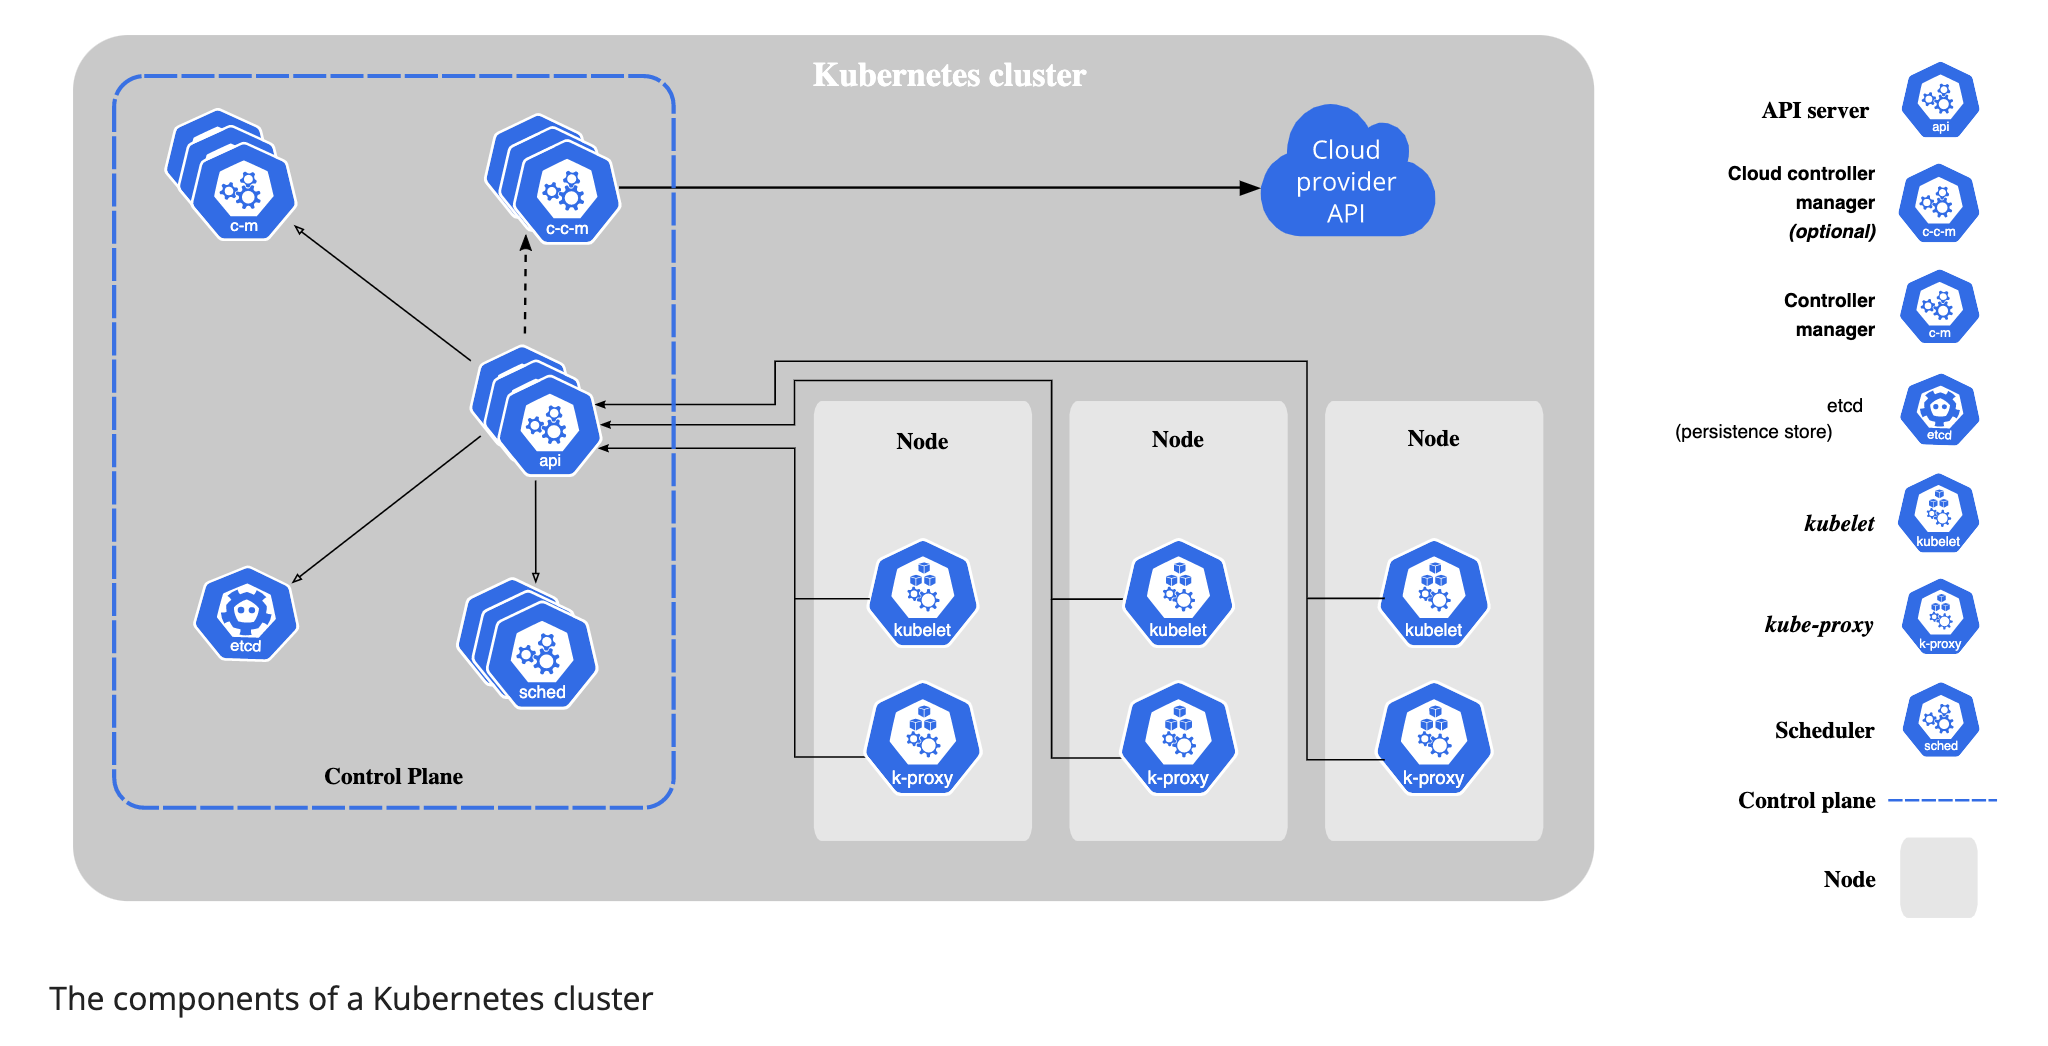 Kubernetes cluster
c-m
c-c-m
Cloud
provider
API
api
etcd
sched
Control Plane
Node
kubelet
k-proxy
Node
kubelet
k-proxy
Node
kubelet
k-proxy
API server
api
Cloud controller
manager
(optional)
c-c-m
Controller
manager
c-m
etcd
(persistence store)
etcd
kubelet
kubelet
kube-proxy
k-proxy
Scheduler
sched
Control plane
Node
The components of a Kubernetes cluster